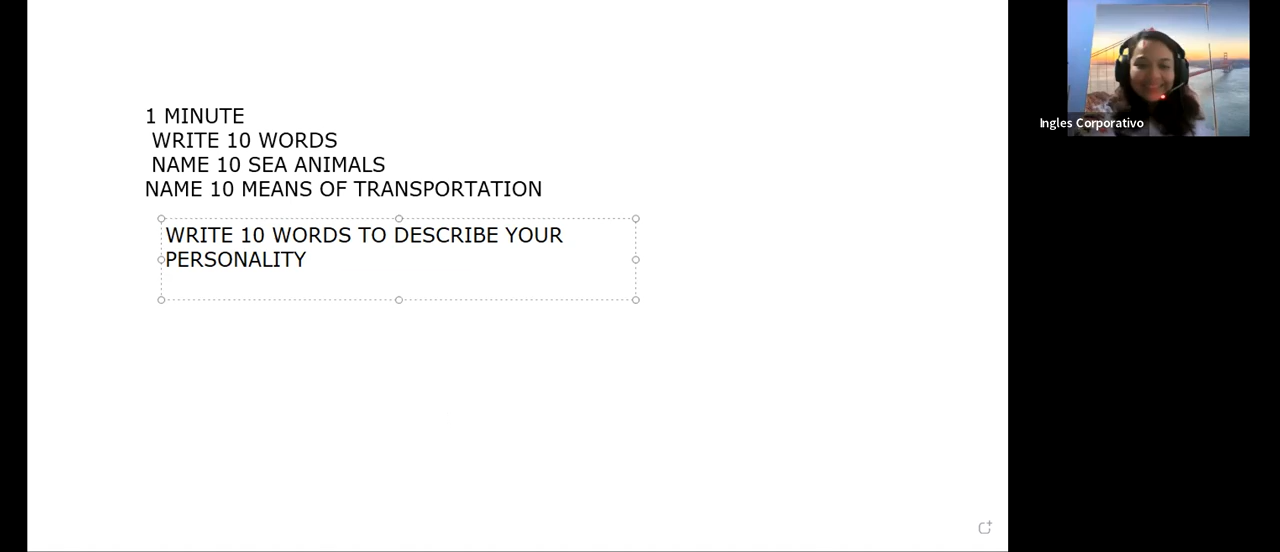 1 MINUTE
WRITE 10 WORDS
NAME 10 SEA ANIMALS
NAME 10 MEANS OF TRANSPORTATION
WRITE 10 WORDS TO DESCRIBE YOUR
PERSONALITY
Ingles Corporativo